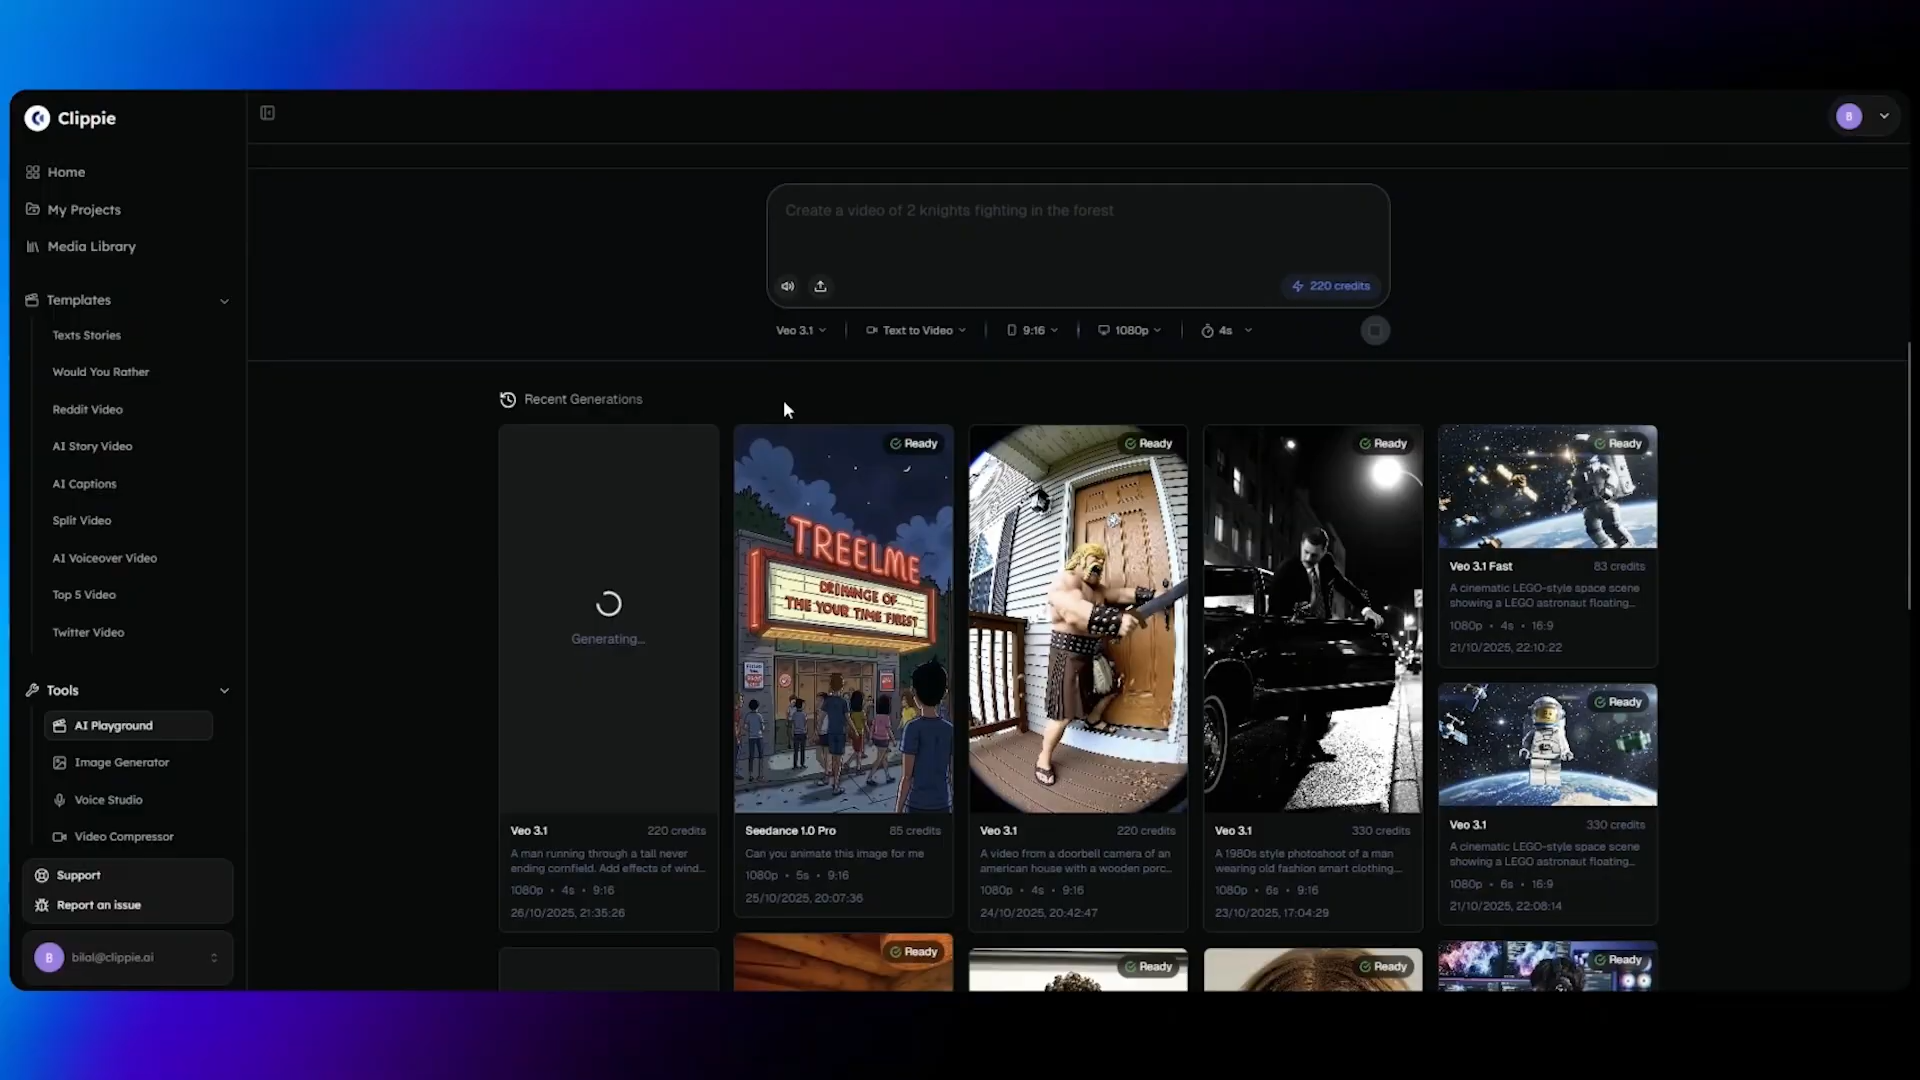 Clippie
B
Home
My Projects
Media Library
Templates
Texts Stories
Would You Rather
Reddit Video
AI Story Video
AI Captions
Split Video
AI Voiceover Video
Top 5 Video
Twitter Video
Tools
AI Playground
Image Generator
Voice Studio
Video Compressor
Support
Report an issue
B
bilal@clippie.ai
Create a video of 2 knights fighting in the forest
220 credits
Veo 3.1
Text to Video
9:16
1080p
4s
Recent Generations
Generating...
Veo 3.1 220 credits
A man running through a tall never
ending cornfield. Add effects of wind...
1080p • 4s • 9:16
26/10/2025, 21:35:26
Ready
TREELME
DRIMNGE OF
THE YOUR TIME FIREST
Seedance 1.0 Pro 85 credits
Can you animate this image for me
1080p • 5s • 9:16
25/10/2025, 20:07:36
Ready
Veo 3.1 220 credits
A video from a doorbell camera of an
american house with a wooden porc...
1080p • 4s • 9:16
24/10/2025, 20:42:47
Ready
Veo 3.1 330 credits
A 1980s style photoshoot of a man
wearing old fashion smart clothing...
1080p • 6s • 9:16
23/10/2025, 17:04:29
Ready
Veo 3.1 Fast 83 credits
A cinematic LEGO-style space scene
showing a LEGO astronaut floating...
1080p • 4s • 16:9
21/10/2025, 22:10:22
Ready
Veo 3.1 330 credits
A cinematic LEGO-style space scene
showing a LEGO astronaut floating...
1080p • 6s • 16:9
21/10/2025, 22:08:14
Ready
Ready
Ready
Ready